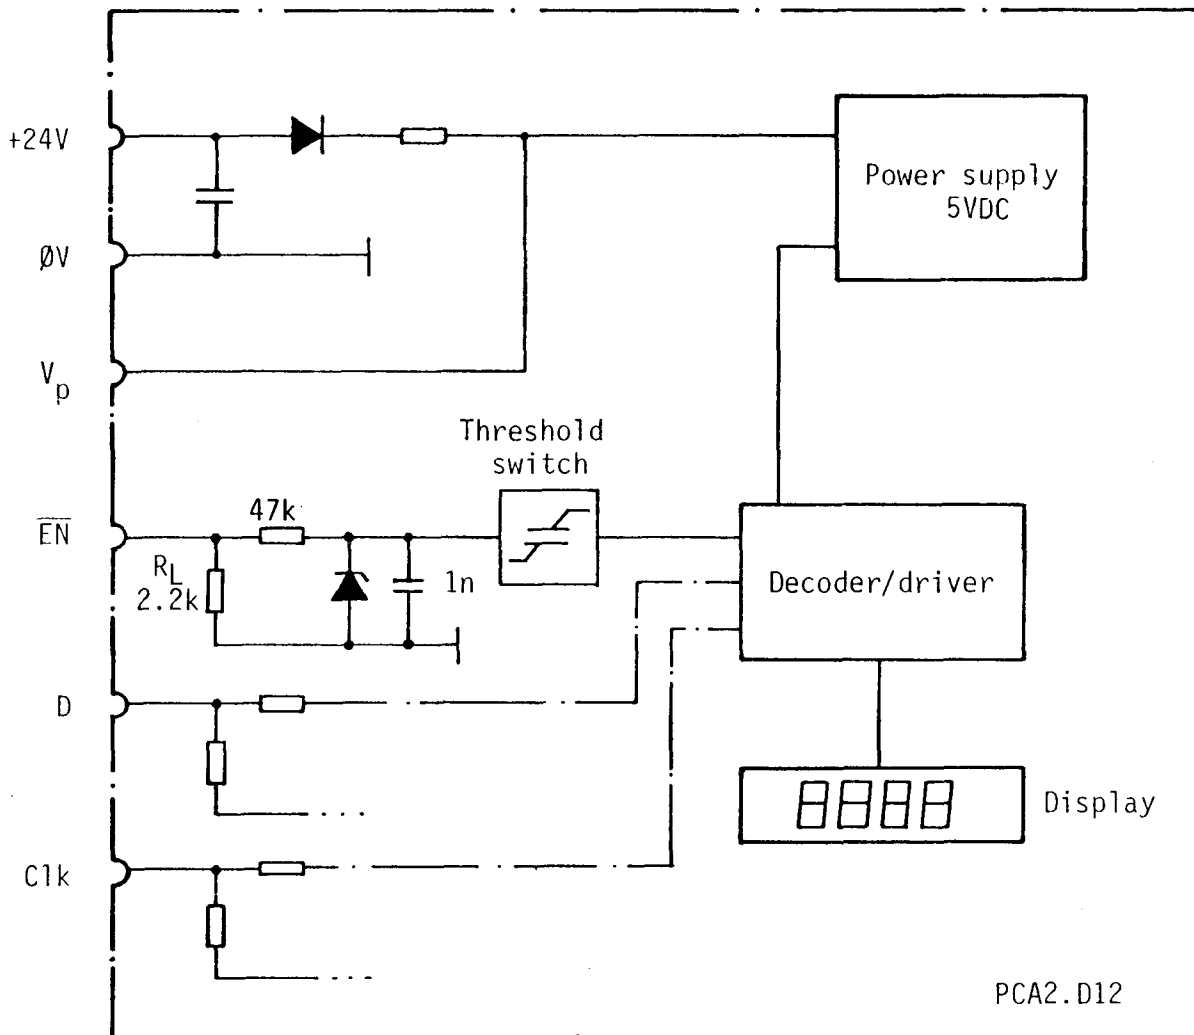 +24V
Power supply
5VDC
ØV
Vp
Threshold
switch
EN
47k
RL
2.2k
1n
Decoder/driver
D
Display
Clk
PCA2.D12